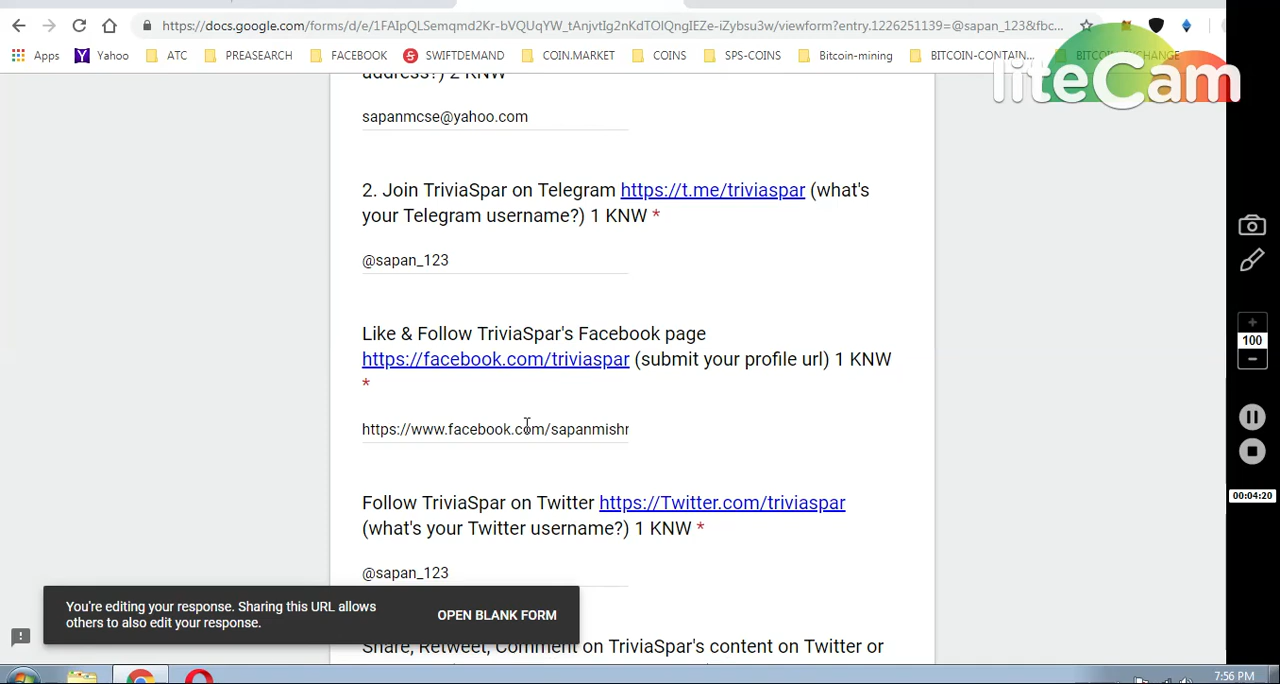 https://docs.google.com/forms/d/e/1FAIpQLSemqmd2Kr-bVQUqYW_tAnjvtIg2nKdTOlQngIEZe-iZybsu3w/viewform?entry.1226251139=@sapan_123&fbc...
Apps Yahoo ATC PREASEARCH FACEBOOK SWIFTDEMAND COIN.MARKET COINS SPS-COINS Bitcoin-mining BITCOIN-CONTAIN... BITCOIN-EXCHANGE
liteCam
address?) 2 KNW
sapanmcse@yahoo.com
2. Join TriviaSpar on Telegram https://t.me/triviaspar (what's
your Telegram username?) 1 KNW *
@sapan_123
Like & Follow TriviaSpar's Facebook page
https://facebook.com/triviaspar (submit your profile url) 1 KNW
*
https://www.facebook.com/sapanmishr
100
Follow TriviaSpar on Twitter https://Twitter.com/triviaspar
(what's your Twitter username?) 1 KNW *
00:04:20
@sapan_123
You're editing your response. Sharing this URL allows
others to also edit your response.
OPEN BLANK FORM
Share, Retweet, Comment on TriviaSpar's content on Twitter or
7:56 PM